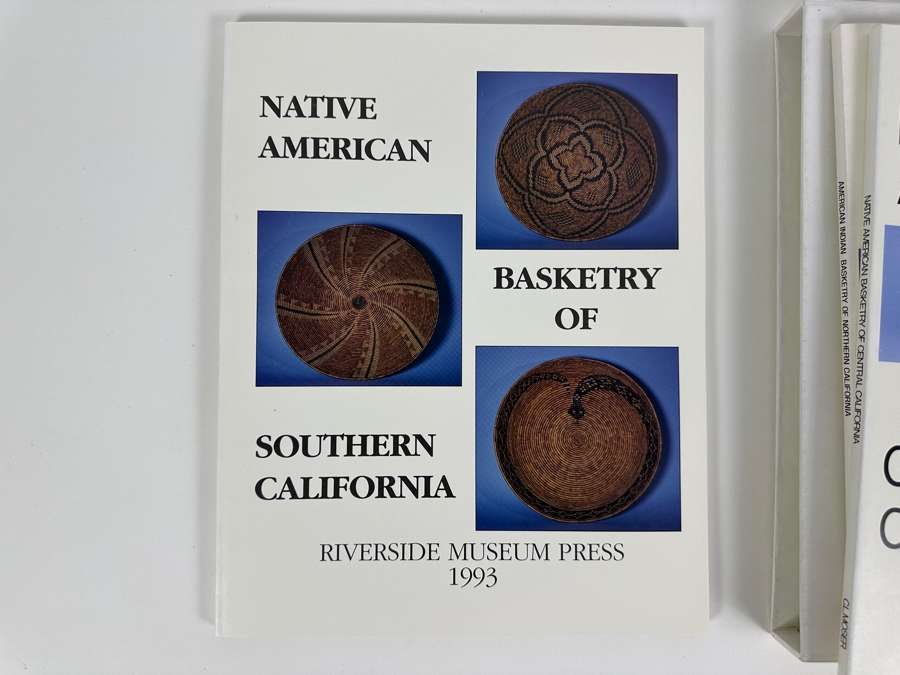 NATIVE
AMERICAN
BASKETRY
OF
SOUTHERN
CALIFORNIA
RIVERSIDE MUSEUM PRESS
1993
AMERICAN INDIAN BASKETRY OF NORTHERN CALIFORNIA
NATIVE AMERICAN BASKETRY OF CENTRAL CALIFORNIA
CL MOSER